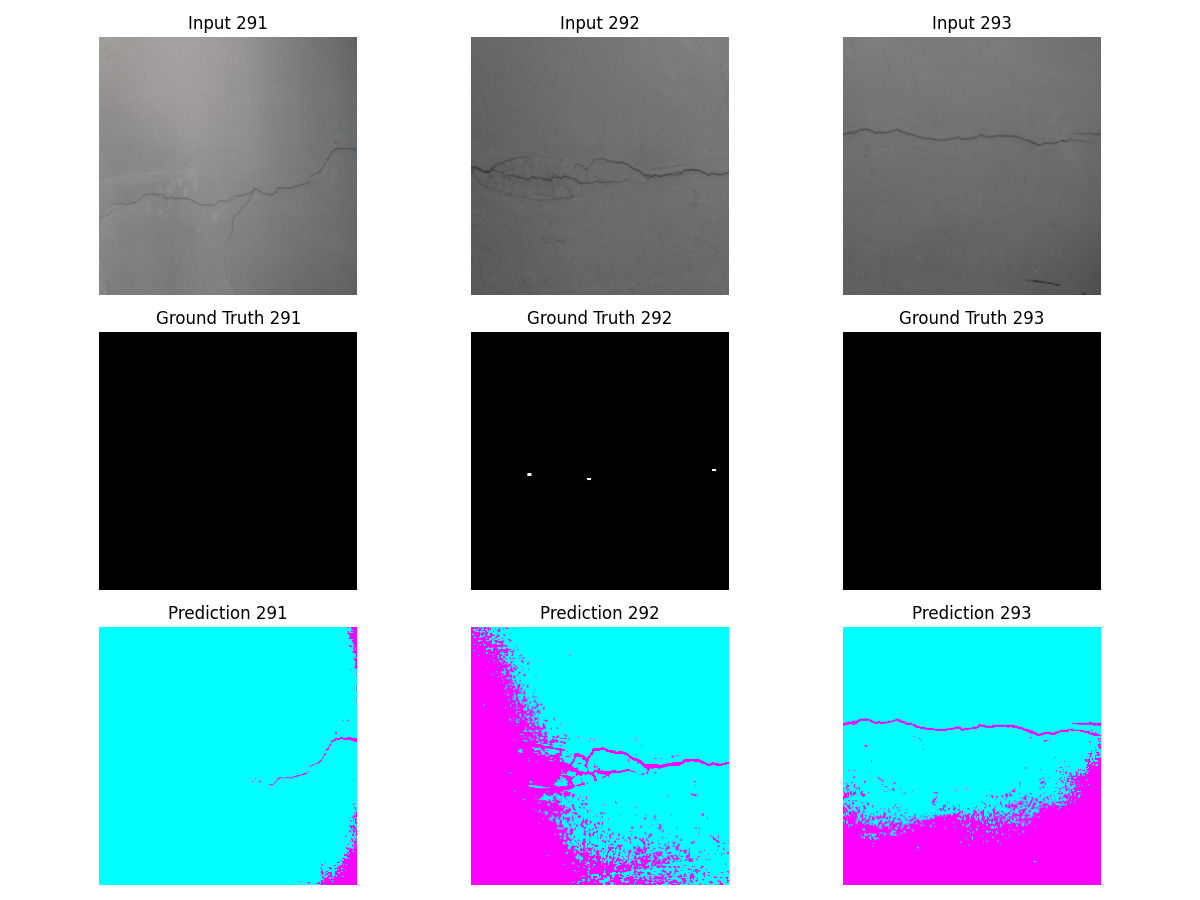 Input 291
Input 292
Input 293
Ground Truth 291
Ground Truth 292
Ground Truth 293
Prediction 291
Prediction 292
Prediction 293